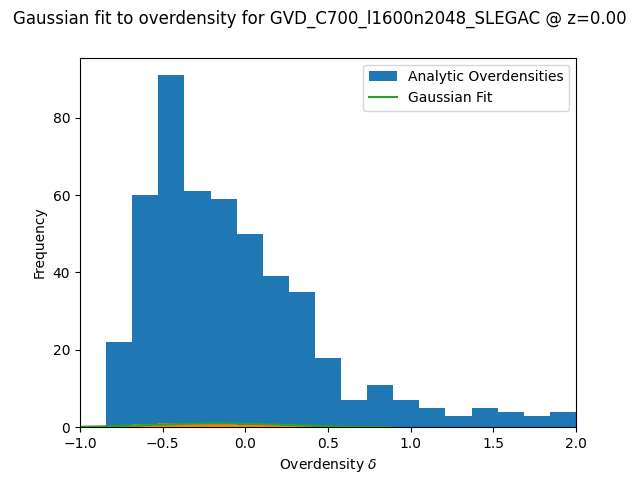 Gaussian fit to overdensity for GVD_C700_l1600n2048_SLEGAC @ z=0.00
Analytic Overdensities
Gaussian Fit
Frequency
80
60
40
20
0
−1.0 −0.5 0.0 0.5 1.0 1.5 2.0
Overdensity δ